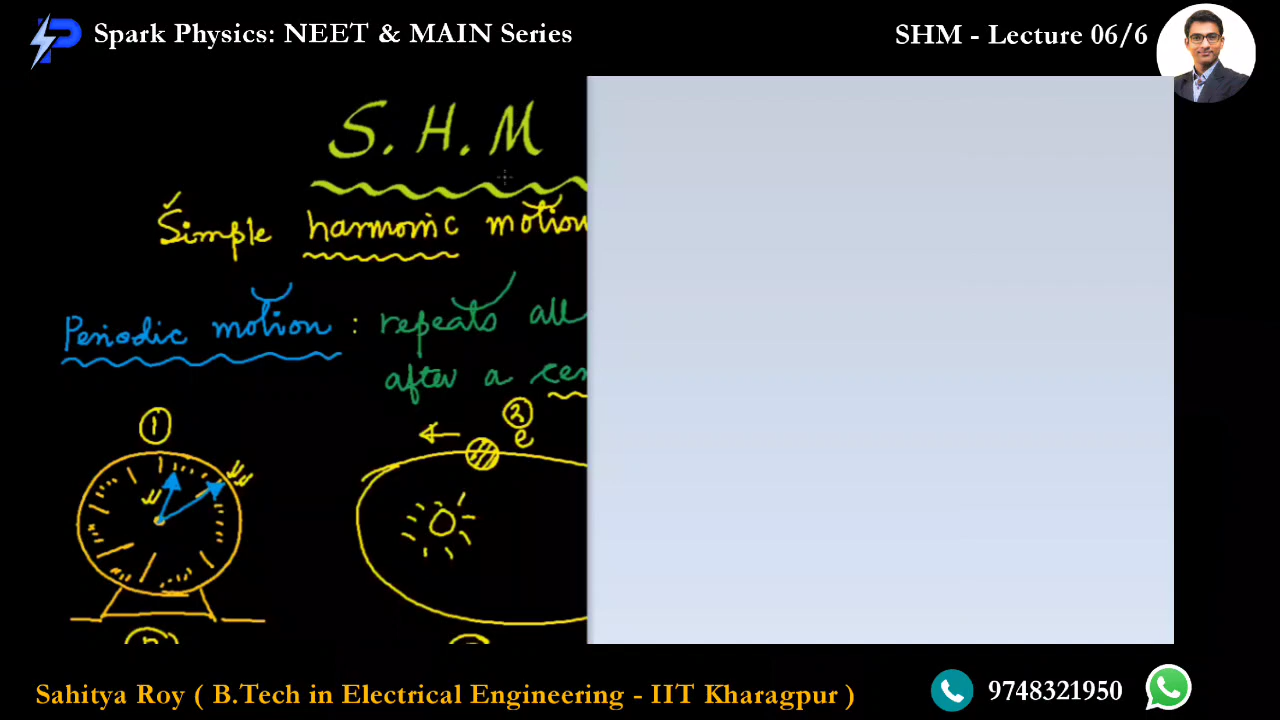 Spark Physics: NEET & MAIN Series
SHM - Lecture 06/6
S. H. M
Simple harmonic motion
Periodic motion : repeats all
after a
1
2
e
Sahitya Roy ( B.Tech in Electrical Engineering - IIT Kharagpur )
9748321950